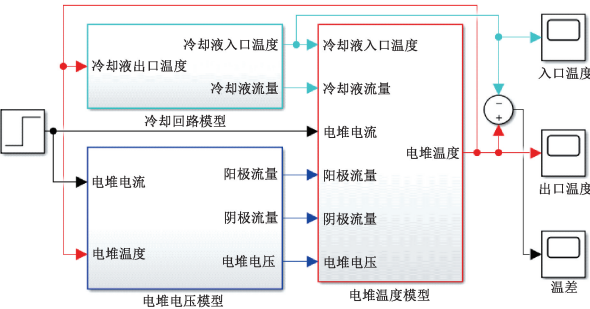 冷却液入口温度
冷却液出口温度
冷却液流量
冷却回路模型
电堆电流
电堆温度
阳极流量
阴极流量
电堆电压
电堆电压模型
冷却液入口温度
冷却液流量
电堆电流
阳极流量
阴极流量
电堆电压
电堆温度
电堆温度模型
−
+
入口温度
出口温度
温差